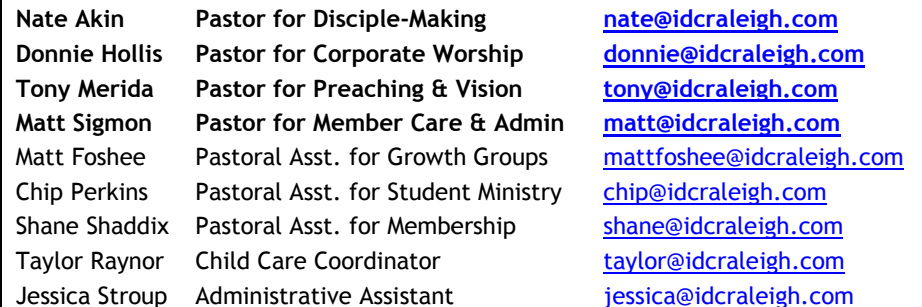 Nate Akin Pastor for Disciple-Making nate@idcraleigh.com
Donnie Hollis Pastor for Corporate Worship donnie@idcraleigh.com
Tony Merida Pastor for Preaching & Vision tony@idcraleigh.com
Matt Sigmon Pastor for Member Care & Admin matt@idcraleigh.com
Matt Foshee Pastoral Asst. for Growth Groups mattfoshee@idcraleigh.com
Chip Perkins Pastoral Asst. for Student Ministry chip@idcraleigh.com
Shane Shaddix Pastoral Asst. for Membership shane@idcraleigh.com
Taylor Raynor Child Care Coordinator taylor@idcraleigh.com
Jessica Stroup Administrative Assistant jessica@idcraleigh.com